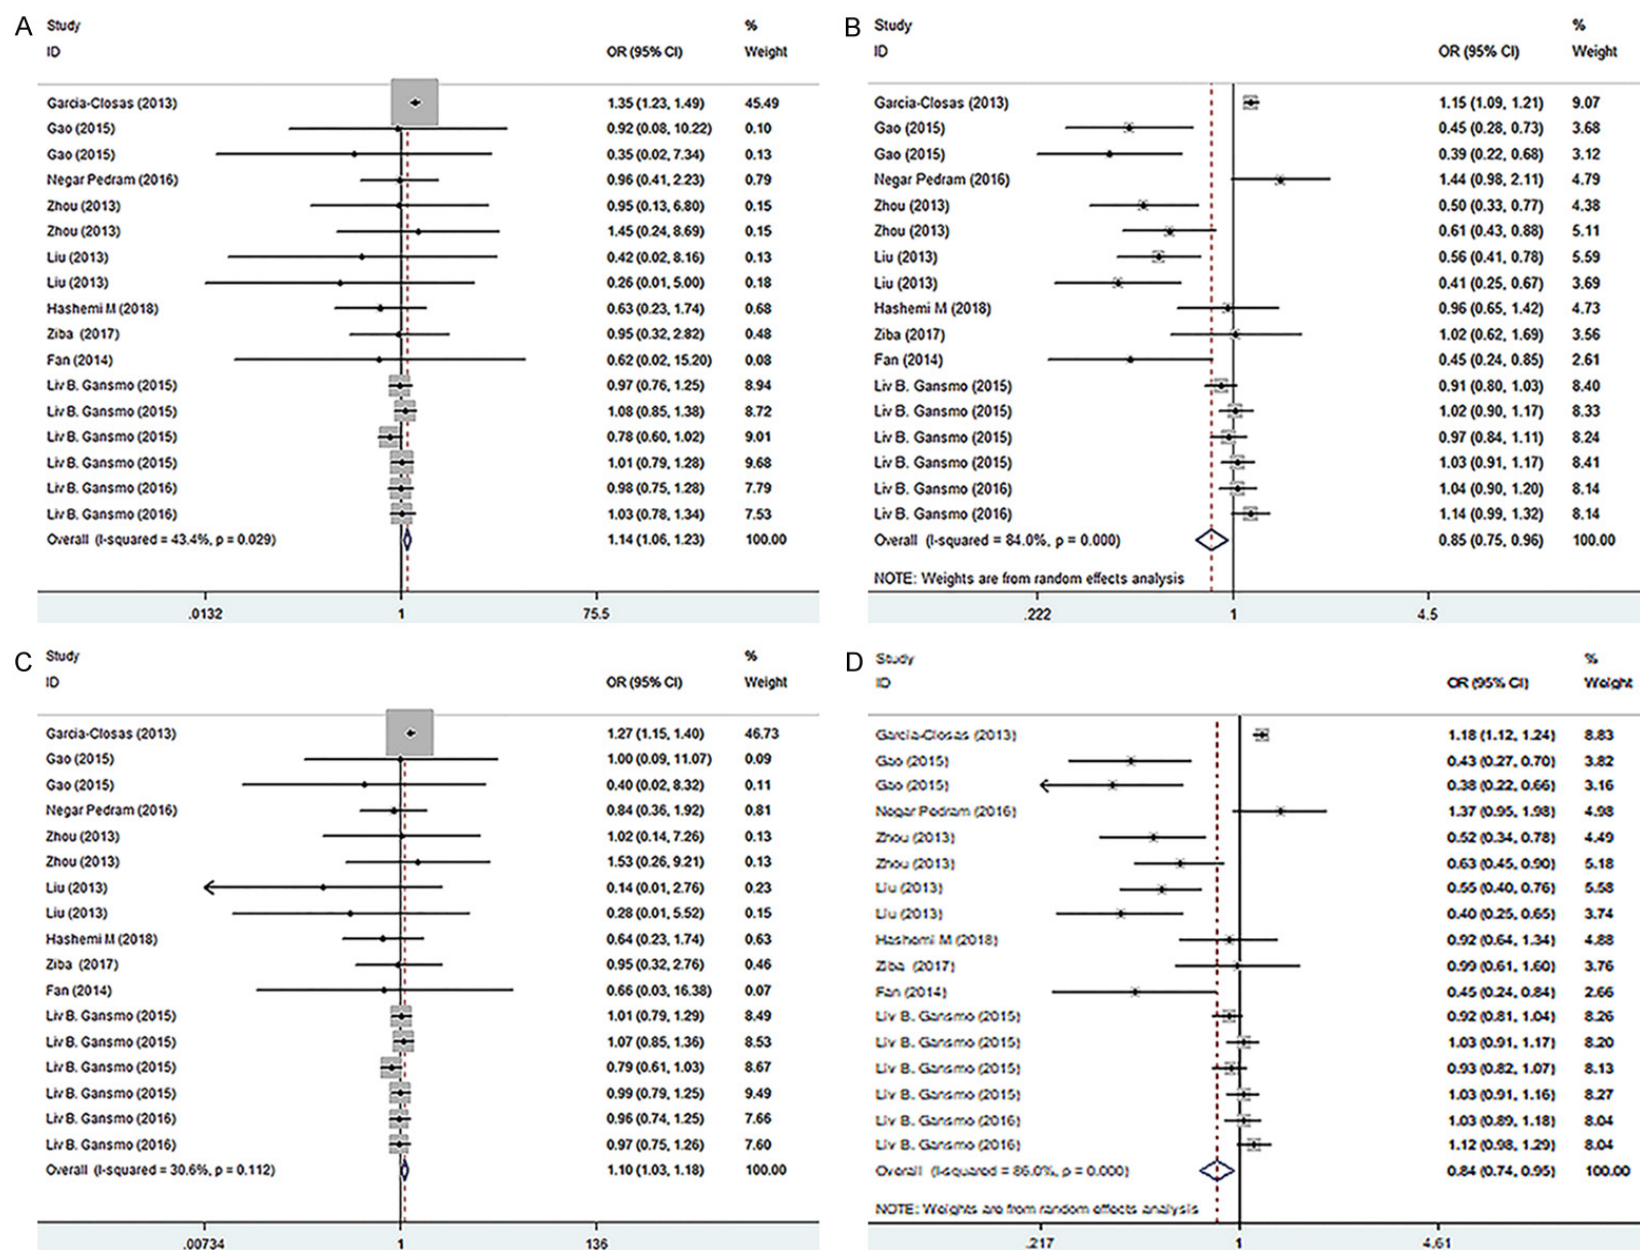 A
Study %
ID OR (95% CI) Weight
Garcia-Closas (2013) 1.35 (1.23, 1.49) 45.49
Gao (2015) 0.92 (0.08, 10.22) 0.10
Gao (2015) 0.35 (0.02, 7.34) 0.13
Negar Pedram (2016) 0.96 (0.41, 2.23) 0.79
Zhou (2013) 0.95 (0.13, 6.80) 0.15
Zhou (2013) 1.45 (0.24, 8.69) 0.15
Liu (2013) 0.42 (0.02, 8.16) 0.13
Liu (2013) 0.26 (0.01, 5.00) 0.18
Hashemi M (2018) 0.63 (0.23, 1.74) 0.68
Ziba (2017) 0.95 (0.32, 2.82) 0.48
Fan (2014) 0.62 (0.02, 15.20) 0.08
Liv B. Gansmo (2015) 0.97 (0.76, 1.25) 8.94
Liv B. Gansmo (2015) 1.08 (0.85, 1.38) 8.72
Liv B. Gansmo (2015) 0.78 (0.60, 1.02) 9.01
Liv B. Gansmo (2015) 1.01 (0.79, 1.28) 9.68
Liv B. Gansmo (2016) 0.98 (0.75, 1.28) 7.79
Liv B. Gansmo (2016) 1.03 (0.78, 1.34) 7.53
Overall (I-squared = 43.4%, p = 0.029) 1.14 (1.06, 1.23) 100.00
.0132 1 75.5
B
Study %
ID OR (95% CI) Weight
Garcia-Closas (2013) 1.15 (1.09, 1.21) 9.07
Gao (2015) 0.45 (0.28, 0.73) 3.68
Gao (2015) 0.39 (0.22, 0.68) 3.12
Negar Pedram (2016) 1.44 (0.98, 2.11) 4.79
Zhou (2013) 0.50 (0.33, 0.77) 4.38
Zhou (2013) 0.61 (0.43, 0.88) 5.11
Liu (2013) 0.56 (0.41, 0.78) 5.59
Liu (2013) 0.41 (0.25, 0.67) 3.69
Hashemi M (2018) 0.96 (0.65, 1.42) 4.73
Ziba (2017) 1.02 (0.62, 1.69) 3.56
Fan (2014) 0.45 (0.24, 0.85) 2.61
Liv B. Gansmo (2015) 0.91 (0.80, 1.03) 8.40
Liv B. Gansmo (2015) 1.02 (0.90, 1.17) 8.33
Liv B. Gansmo (2015) 0.97 (0.84, 1.11) 8.24
Liv B. Gansmo (2015) 1.03 (0.91, 1.17) 8.41
Liv B. Gansmo (2016) 1.04 (0.90, 1.20) 8.14
Liv B. Gansmo (2016) 1.14 (0.99, 1.32) 8.14
Overall (I-squared = 84.0%, p = 0.000) 0.85 (0.75, 0.96) 100.00
NOTE: Weights are from random effects analysis
.222 1 4.5
C
Study %
ID OR (95% CI) Weight
Garcia-Closas (2013) 1.27 (1.15, 1.40) 46.73
Gao (2015) 1.00 (0.09, 11.07) 0.09
Gao (2015) 0.40 (0.02, 8.32) 0.11
Negar Pedram (2016) 0.84 (0.36, 1.92) 0.81
Zhou (2013) 1.02 (0.14, 7.26) 0.13
Zhou (2013) 1.53 (0.26, 9.21) 0.13
Liu (2013) 0.14 (0.01, 2.76) 0.23
Liu (2013) 0.28 (0.01, 5.52) 0.15
Hashemi M (2018) 0.64 (0.23, 1.74) 0.63
Ziba (2017) 0.95 (0.32, 2.76) 0.46
Fan (2014) 0.66 (0.03, 16.38) 0.07
Liv B. Gansmo (2015) 1.01 (0.79, 1.29) 8.49
Liv B. Gansmo (2015) 1.07 (0.85, 1.36) 8.53
Liv B. Gansmo (2015) 0.79 (0.61, 1.03) 8.67
Liv B. Gansmo (2015) 0.99 (0.79, 1.25) 9.49
Liv B. Gansmo (2016) 0.96 (0.74, 1.25) 7.66
Liv B. Gansmo (2016) 0.97 (0.75, 1.26) 7.60
Overall (I-squared = 30.6%, p = 0.112) 1.10 (1.03, 1.18) 100.00
.00734 1 136
D
Study %
ID OR (95% CI) Weight
Garcia-Closas (2013) 1.18 (1.12, 1.24) 8.83
Gao (2015) 0.43 (0.27, 0.70) 3.82
Gao (2015) 0.38 (0.22, 0.66) 3.16
Negar Pedram (2016) 1.37 (0.95, 1.98) 4.98
Zhou (2013) 0.52 (0.34, 0.78) 4.49
Zhou (2013) 0.63 (0.45, 0.90) 5.18
Liu (2013) 0.55 (0.40, 0.76) 5.58
Liu (2013) 0.40 (0.25, 0.65) 3.74
Hashemi M (2018) 0.92 (0.64, 1.34) 4.88
Ziba (2017) 0.99 (0.61, 1.60) 3.76
Fan (2014) 0.45 (0.24, 0.84) 2.66
Liv B. Gansmo (2015) 0.92 (0.81, 1.04) 8.26
Liv B. Gansmo (2015) 1.03 (0.91, 1.17) 8.20
Liv B. Gansmo (2015) 0.93 (0.82, 1.07) 8.13
Liv B. Gansmo (2015) 1.03 (0.91, 1.16) 8.27
Liv B. Gansmo (2016) 1.03 (0.89, 1.18) 8.04
Liv B. Gansmo (2016) 1.12 (0.98, 1.29) 8.04
Overall (I-squared = 86.0%, p = 0.000) 0.84 (0.74, 0.95) 100.00
NOTE: Weights are from random effects analysis
.217 1 4.61